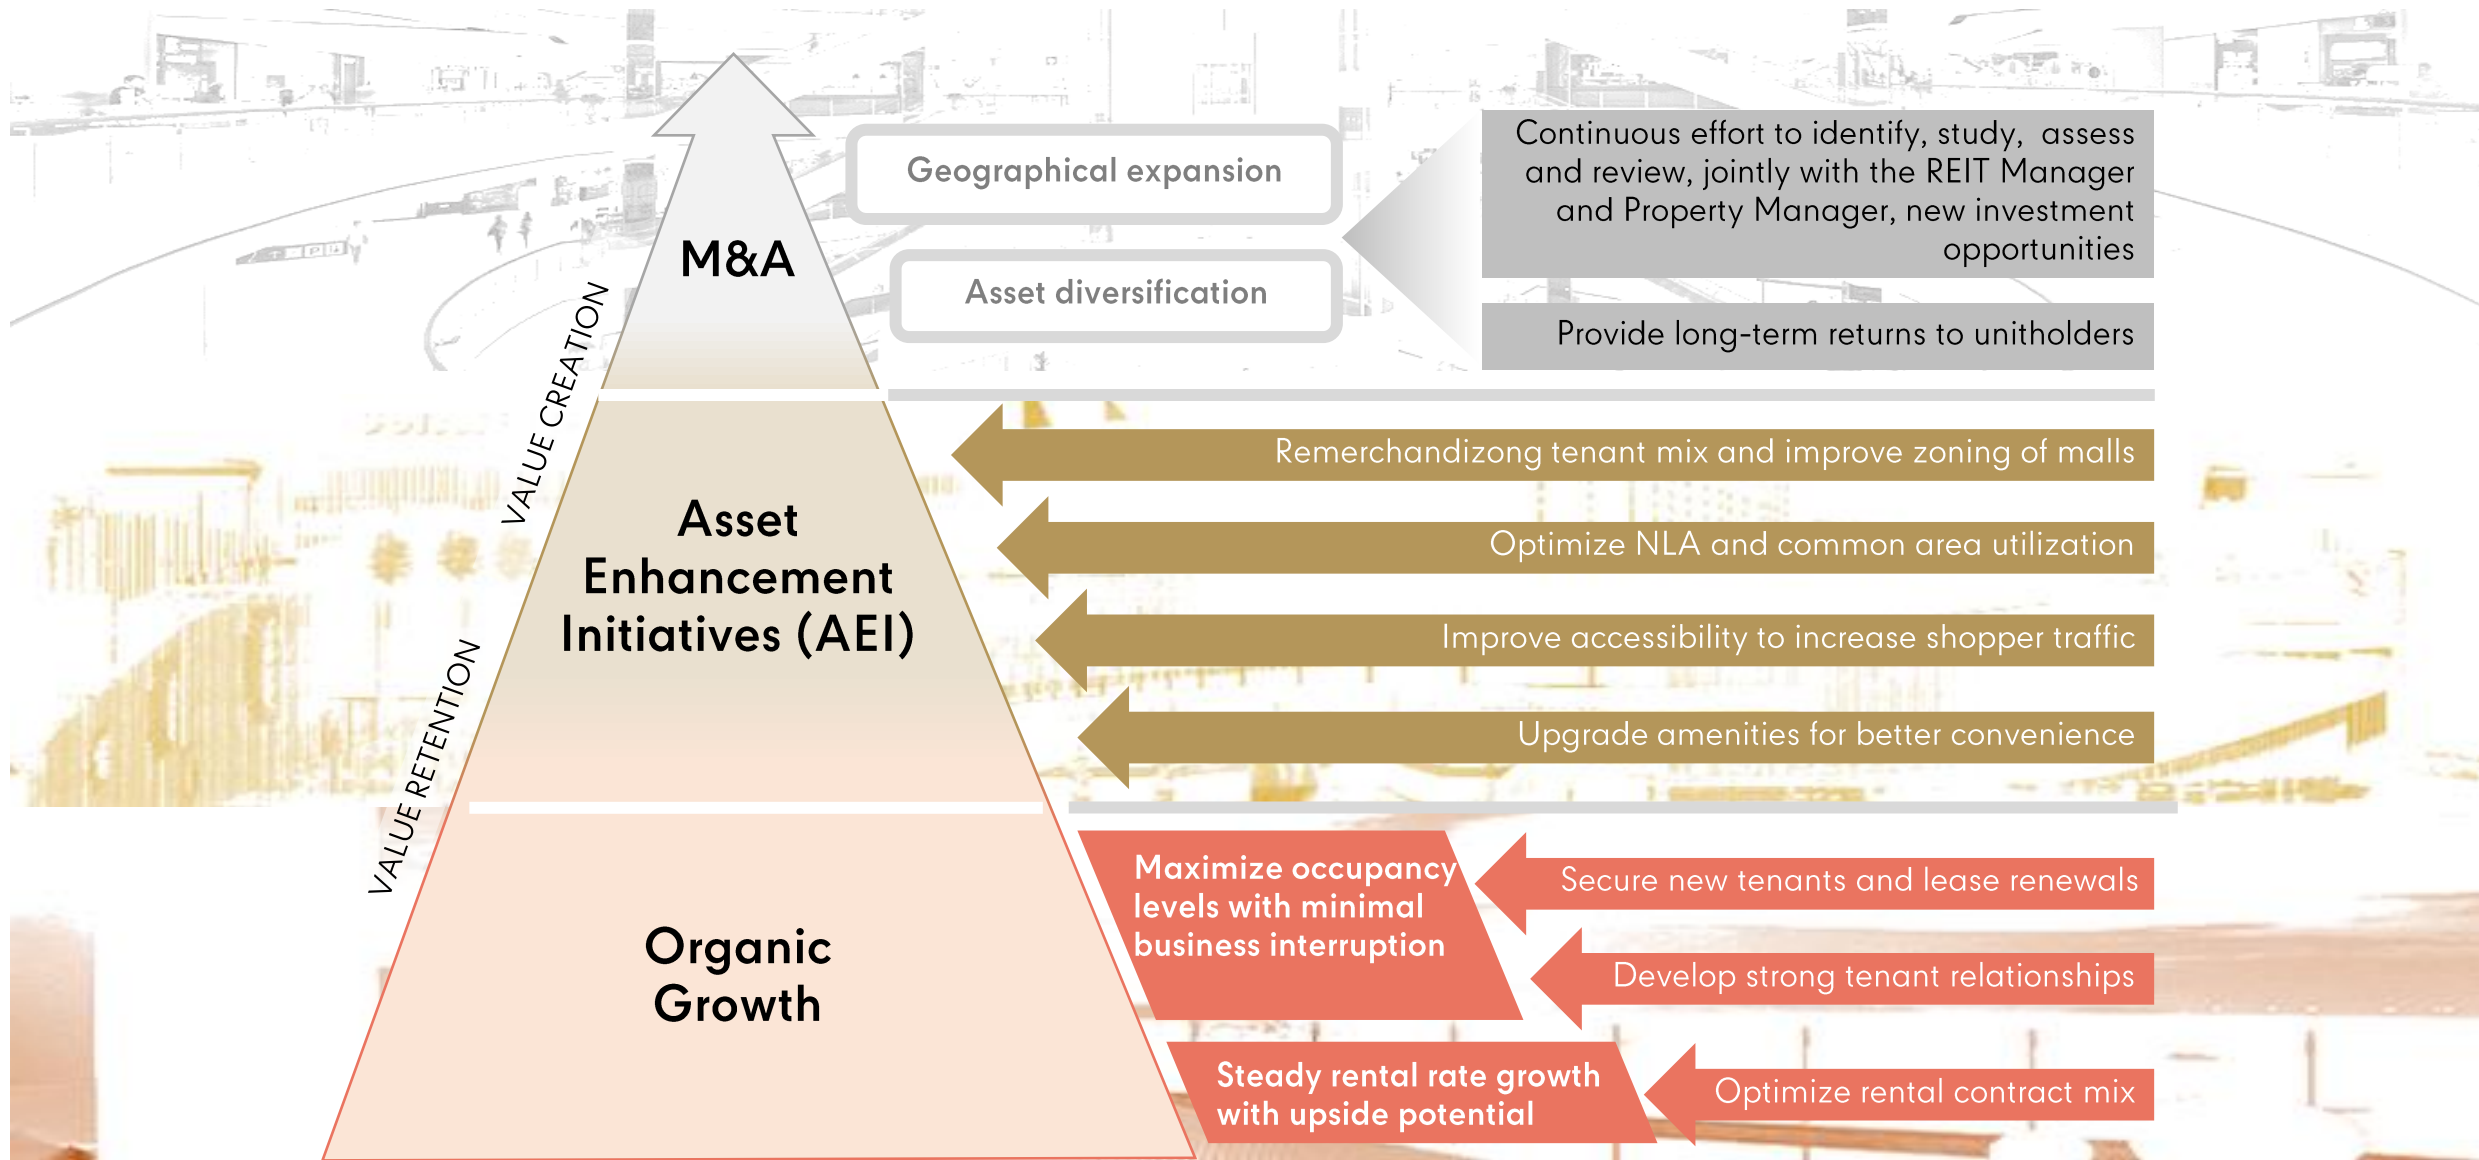 Geographical expansion
Asset diversification
Continuous effort to identify, study, assess
and review, jointly with the REIT Manager
and Property Manager, new investment
opportunities
Provide long-term returns to unitholders
M&A
VALUE CREATION
Asset
Enhancement
Initiatives (AEI)
Remerchandizong tenant mix and improve zoning of malls
Optimize NLA and common area utilization
Improve accessibility to increase shopper traffic
Upgrade amenities for better convenience
VALUE RETENTION
Organic
Growth
Maximize occupancy
levels with minimal
business interruption
Secure new tenants and lease renewals
Develop strong tenant relationships
Steady rental rate growth
with upside potential
Optimize rental contract mix